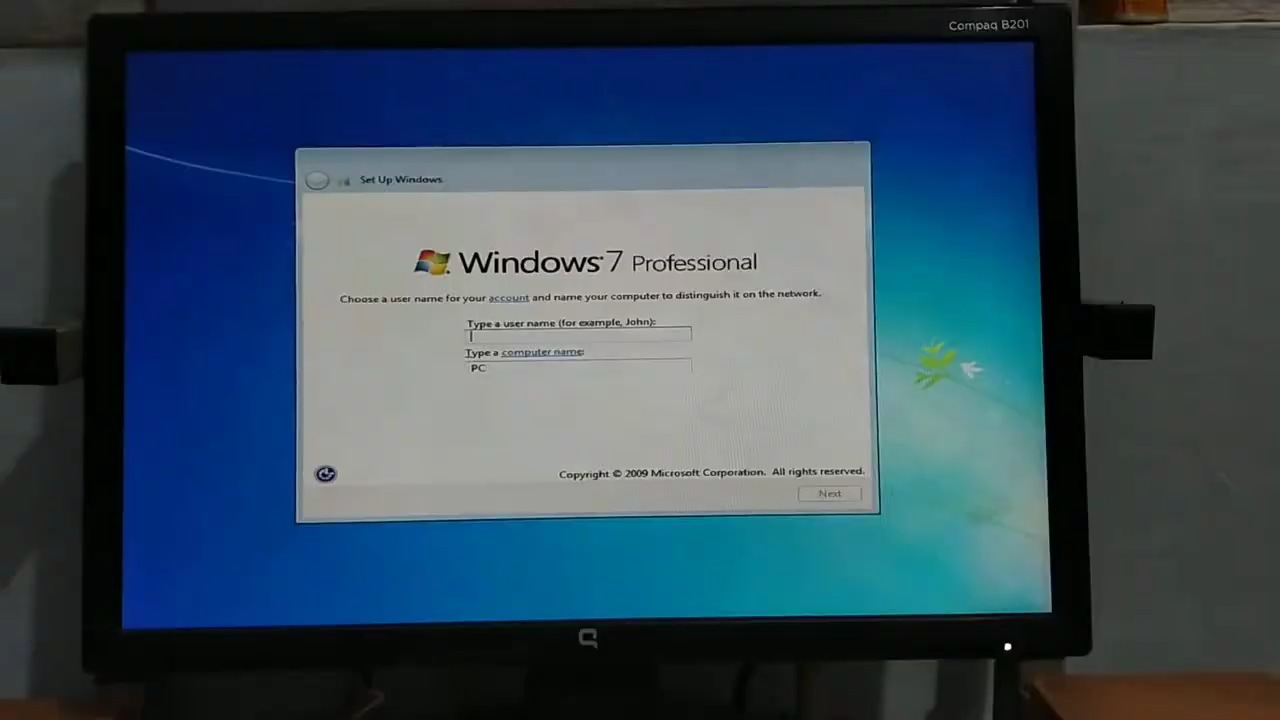 Compaq B201
Set Up Windows
Windows 7 Professional
Choose a user name for your account and name your computer to distinguish it on the network.
Type a user name (for example, John):
Type a computer name:
PC
Copyright © 2009 Microsoft Corporation. All rights reserved.
Next